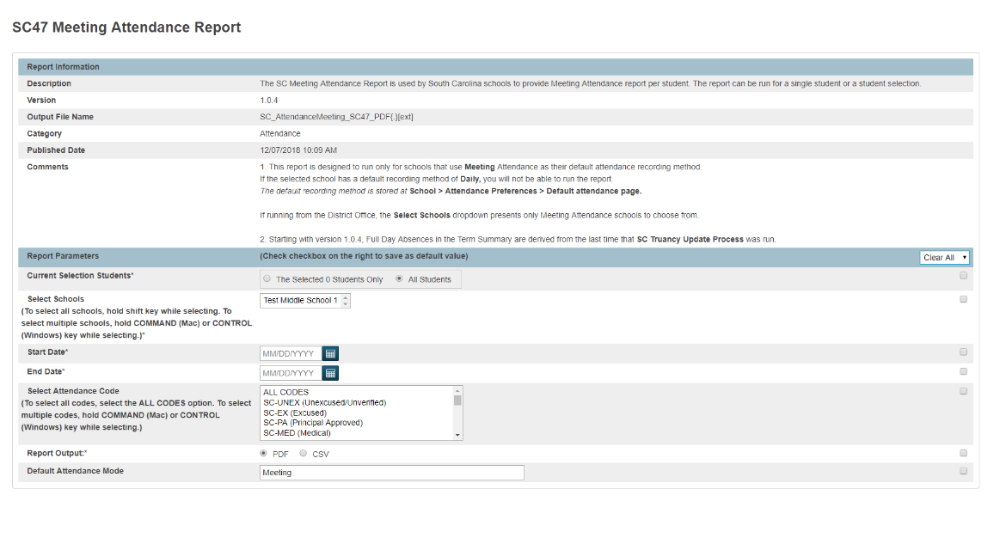 SC47 Meeting Attendance Report
Report Information
Description The SC Meeting Attendance Report is used by South Carolina schools to provide Meeting Attendance report per student. The report can be run for a single student or a student selection.
Version 1.0.4
Output File Name SC_AttendanceMeeting_SC47_PDF{.}[ext]
Category Attendance
Published Date 12/07/2018 10:09 AM
Comments 1. This report is designed to run only for schools that use Meeting Attendance as their default attendance recording method.
If the selected school has a default recording method of Daily, you will not be able to run the report.
The default recording method is stored at School > Attendance Preferences > Default attendance page.
If running from the District Office, the Select Schools dropdown presents only Meeting Attendance schools to choose from.
2. Starting with version 1.0.4, Full Day Absences in the Term Summary are derived from the last time that SC Truancy Update Process was run.
Report Parameters (Check checkbox on the right to save as default value) Clear All
Current Selection Students* The Selected 0 Students Only All Students
Select Schools Test Middle School 1
(To select all schools, hold shift key while selecting. To
select multiple schools, hold COMMAND (Mac) or CONTROL
(Windows) key while selecting.)*
Start Date* MM/DD/YYYY
End Date* MM/DD/YYYY
Select Attendance Code
(To select all codes, select the ALL CODES option. To select
multiple codes, hold COMMAND (Mac) or CONTROL
(Windows) key while selecting.)
ALL CODES
SC-UNEX (Unexcused/Unverified)
SC-EX (Excused)
SC-PA (Principal Approved)
SC-MED (Medical)
Report Output:* PDF CSV
Default Attendance Mode Meeting